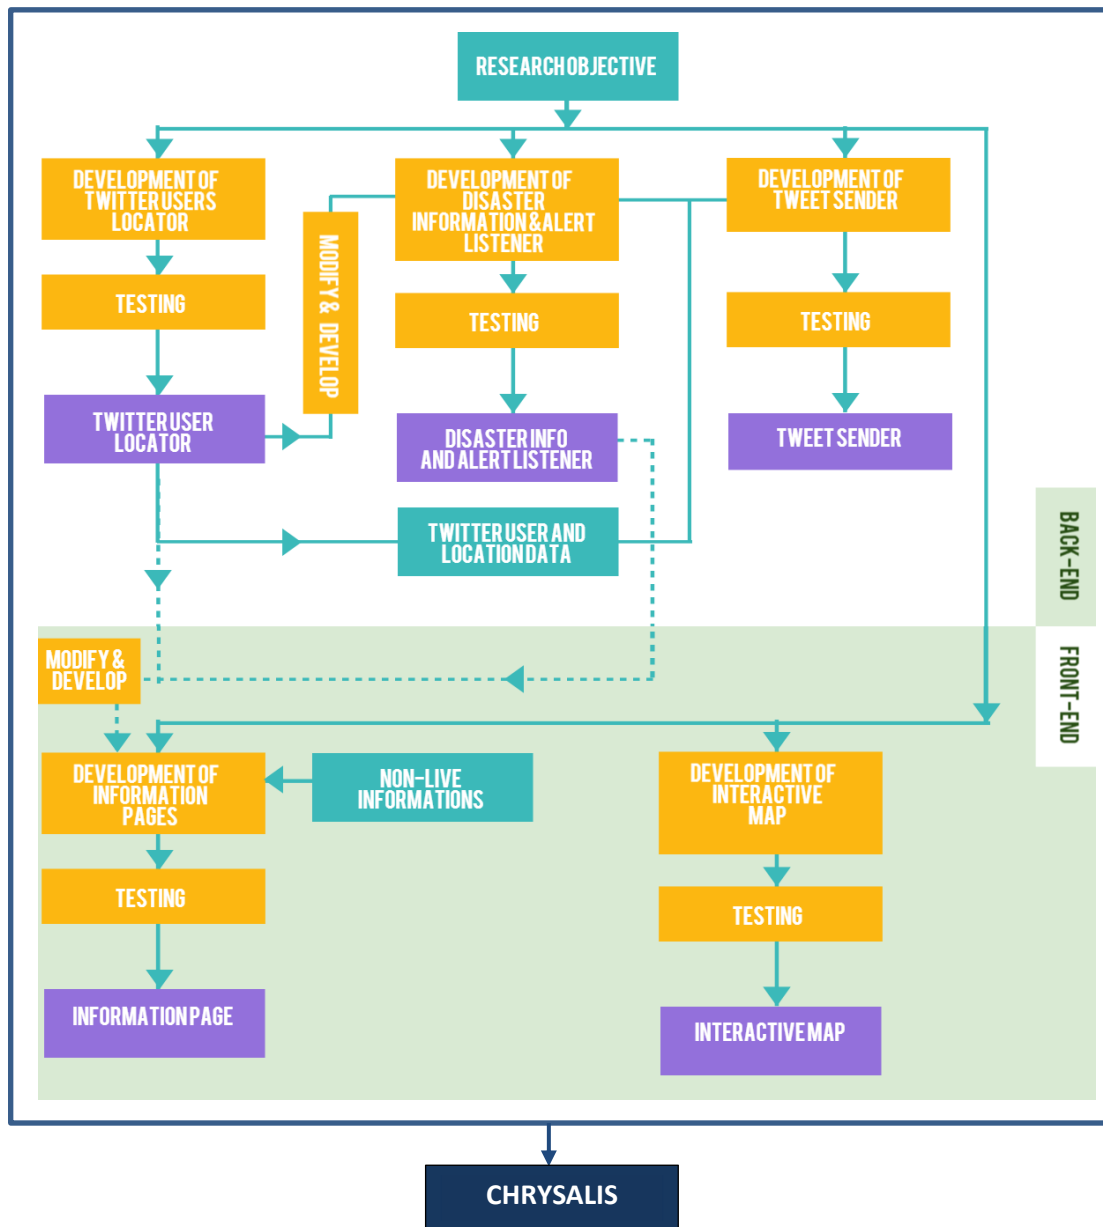 RESEARCH OBJECTIVE
DEVELOPMENT OF
TWITTER USERS
LOCATOR
DEVELOPMENT OF
DISASTER
INFORMATION & ALERT
LISTENER
DEVELOPMENT OF
TWEET SENDER
MODIFY & DEVELOP
TESTING
TESTING
TESTING
TWITTER USER
LOCATOR
DISASTER INFO
AND ALERT LISTENER
TWEET SENDER
TWITTER USER AND
LOCATION DATA
BACK-END
FRONT-END
MODIFY &
DEVELOP
DEVELOPMENT OF
INFORMATION
PAGES
NON-LIVE
INFORMATIONS
DEVELOPMENT OF
INTERACTIVE
MAP
TESTING
TESTING
INFORMATION PAGE
INTERACTIVE MAP
CHRYSALIS